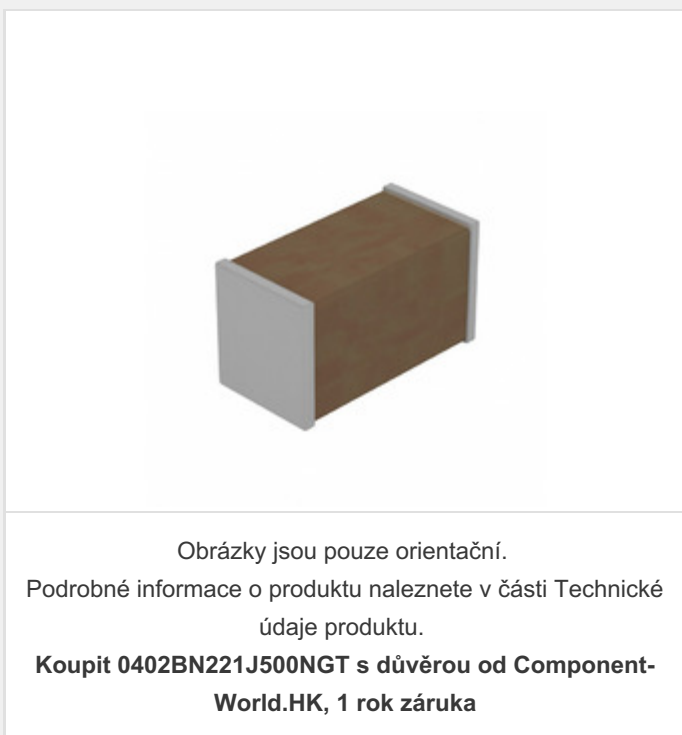 Obrázky jsou pouze orientační.
Podrobné informace o produktu naleznete v části Technické
údaje produktu.
Koupit 0402BN221J500NGT s důvěrou od Component-
World.HK, 1 rok záruka